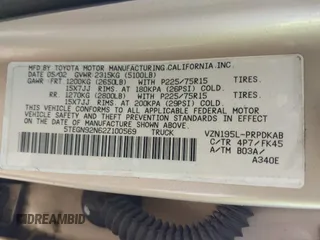 MFD BY TOYOTA MOTOR MANUFACTURING,CALIFORNIA,INC.
DATE 05/02 GVWR 2315KG (5100LB)
GAWR: FRT. 1200KG (2650LB) WITH P225/75R15
15X7JJ RIMS. AT 180KPA (26PSI) COLD TIRES.
RR. 1270KG (2800LB) WITH P225/75R15
15X7JJ RIMS. AT 200KPA (29PSI) COLD TIRES.
THIS VEHICLE CONFORMS TO ALL APPLICABLE FEDERAL MOTOR VEHICLE
SAFETY AND THEFT PREVENTION STANDARDS IN EFFECT ON THE
DATE OF MANUFACTURE SHOWN ABOVE.
5TEGN92N62Z100569 TRUCK
VZN195L-PRPDKAB
C/TR 4P7/FK45
A/TM B03A/
A340E
DREAMBID